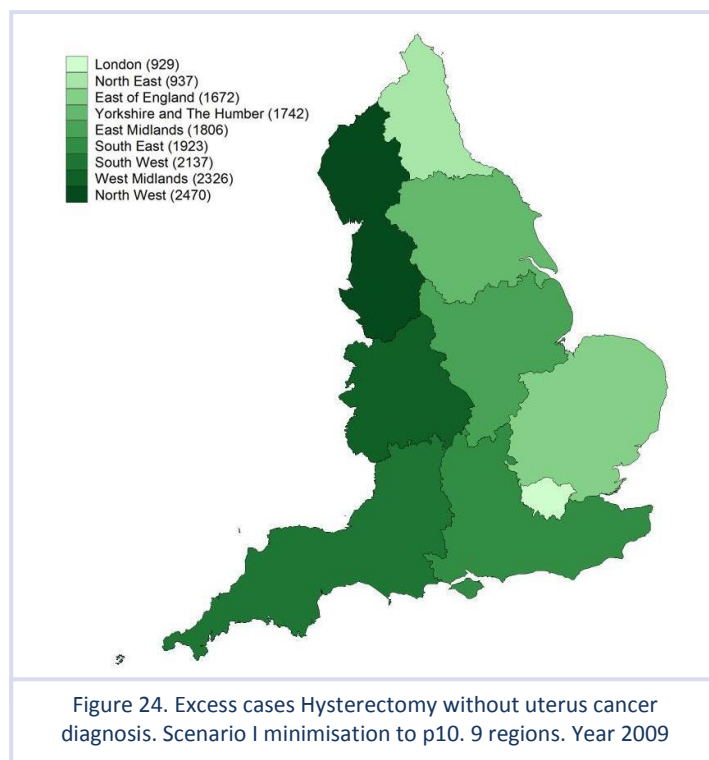 London (929)
North East (937)
East of England (1672)
Yorkshire and The Humber (1742)
East Midlands (1806)
South East (1923)
South West (2137)
West Midlands (2326)
North West (2470)
Figure 24. Excess cases Hysterectomy without uterus cancer
diagnosis. Scenario I minimisation to p10. 9 regions. Year 2009